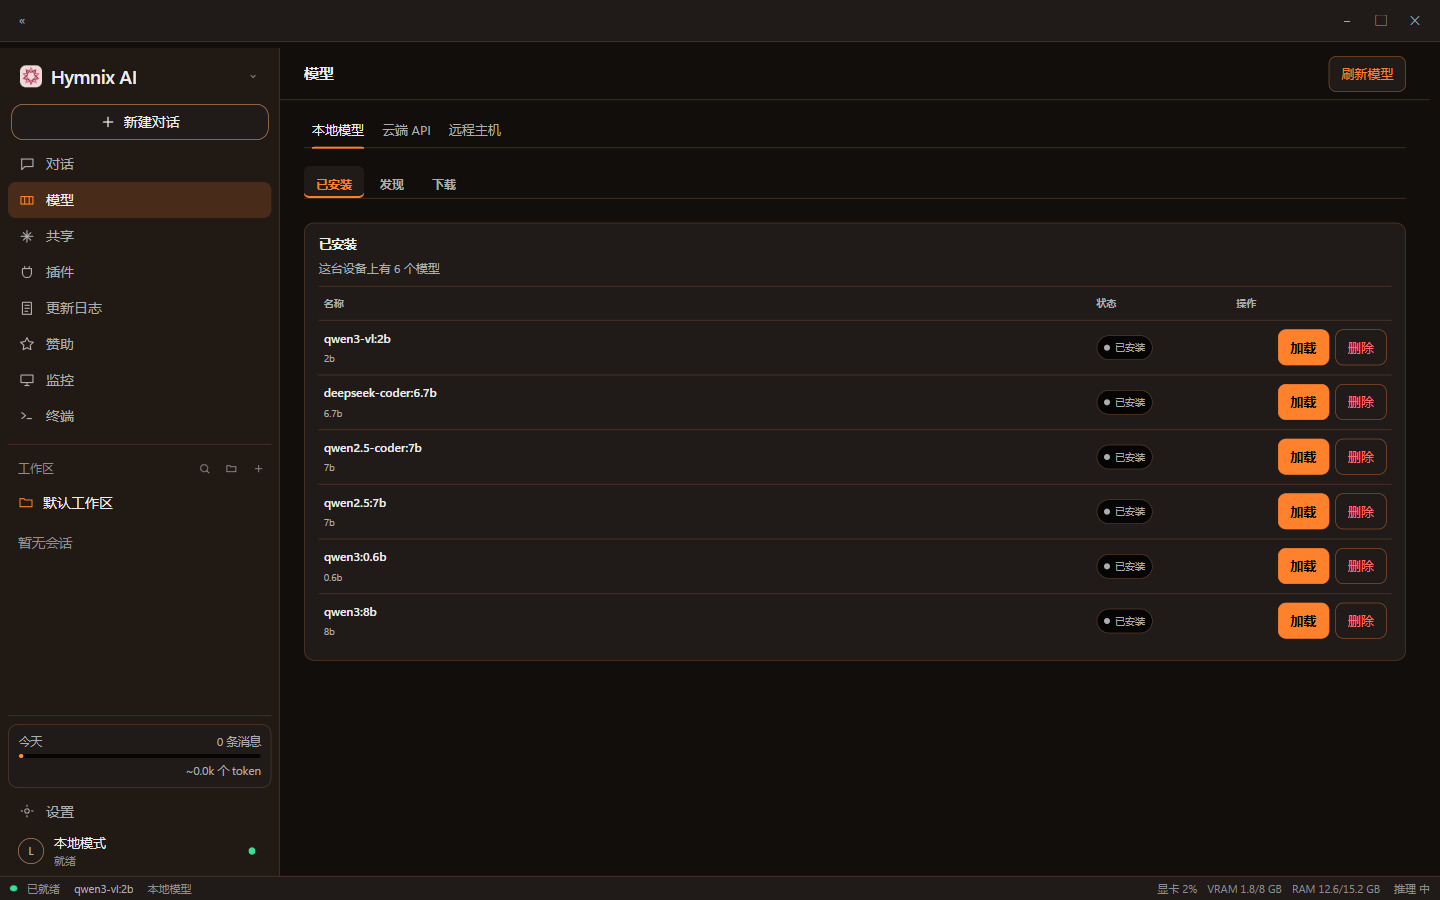 «
Hymnix AI
新建对话
对话
模型
共享
插件
更新日志
赞助
监控
终端
工作区
默认工作区
暂无会话
今天 0 条消息
~0.0k 个 token
设置
L
本地模式
就绪
模型
刷新模型
本地模型 云端 API 远程主机
已安装 发现 下载
已安装
这台设备上有 6 个模型
名称 状态 操作
qwen3-vl:2b
2b
已安装 加载 删除
deepseek-coder:6.7b
6.7b
已安装 加载 删除
qwen2.5-coder:7b
7b
已安装 加载 删除
qwen2.5:7b
7b
已安装 加载 删除
qwen3:0.6b
0.6b
已安装 加载 删除
qwen3:8b
8b
已安装 加载 删除
已就绪 qwen3-vl:2b 本地模型 显卡 2% VRAM 1.8/8 GB RAM 12.6/15.2 GB 推理 中